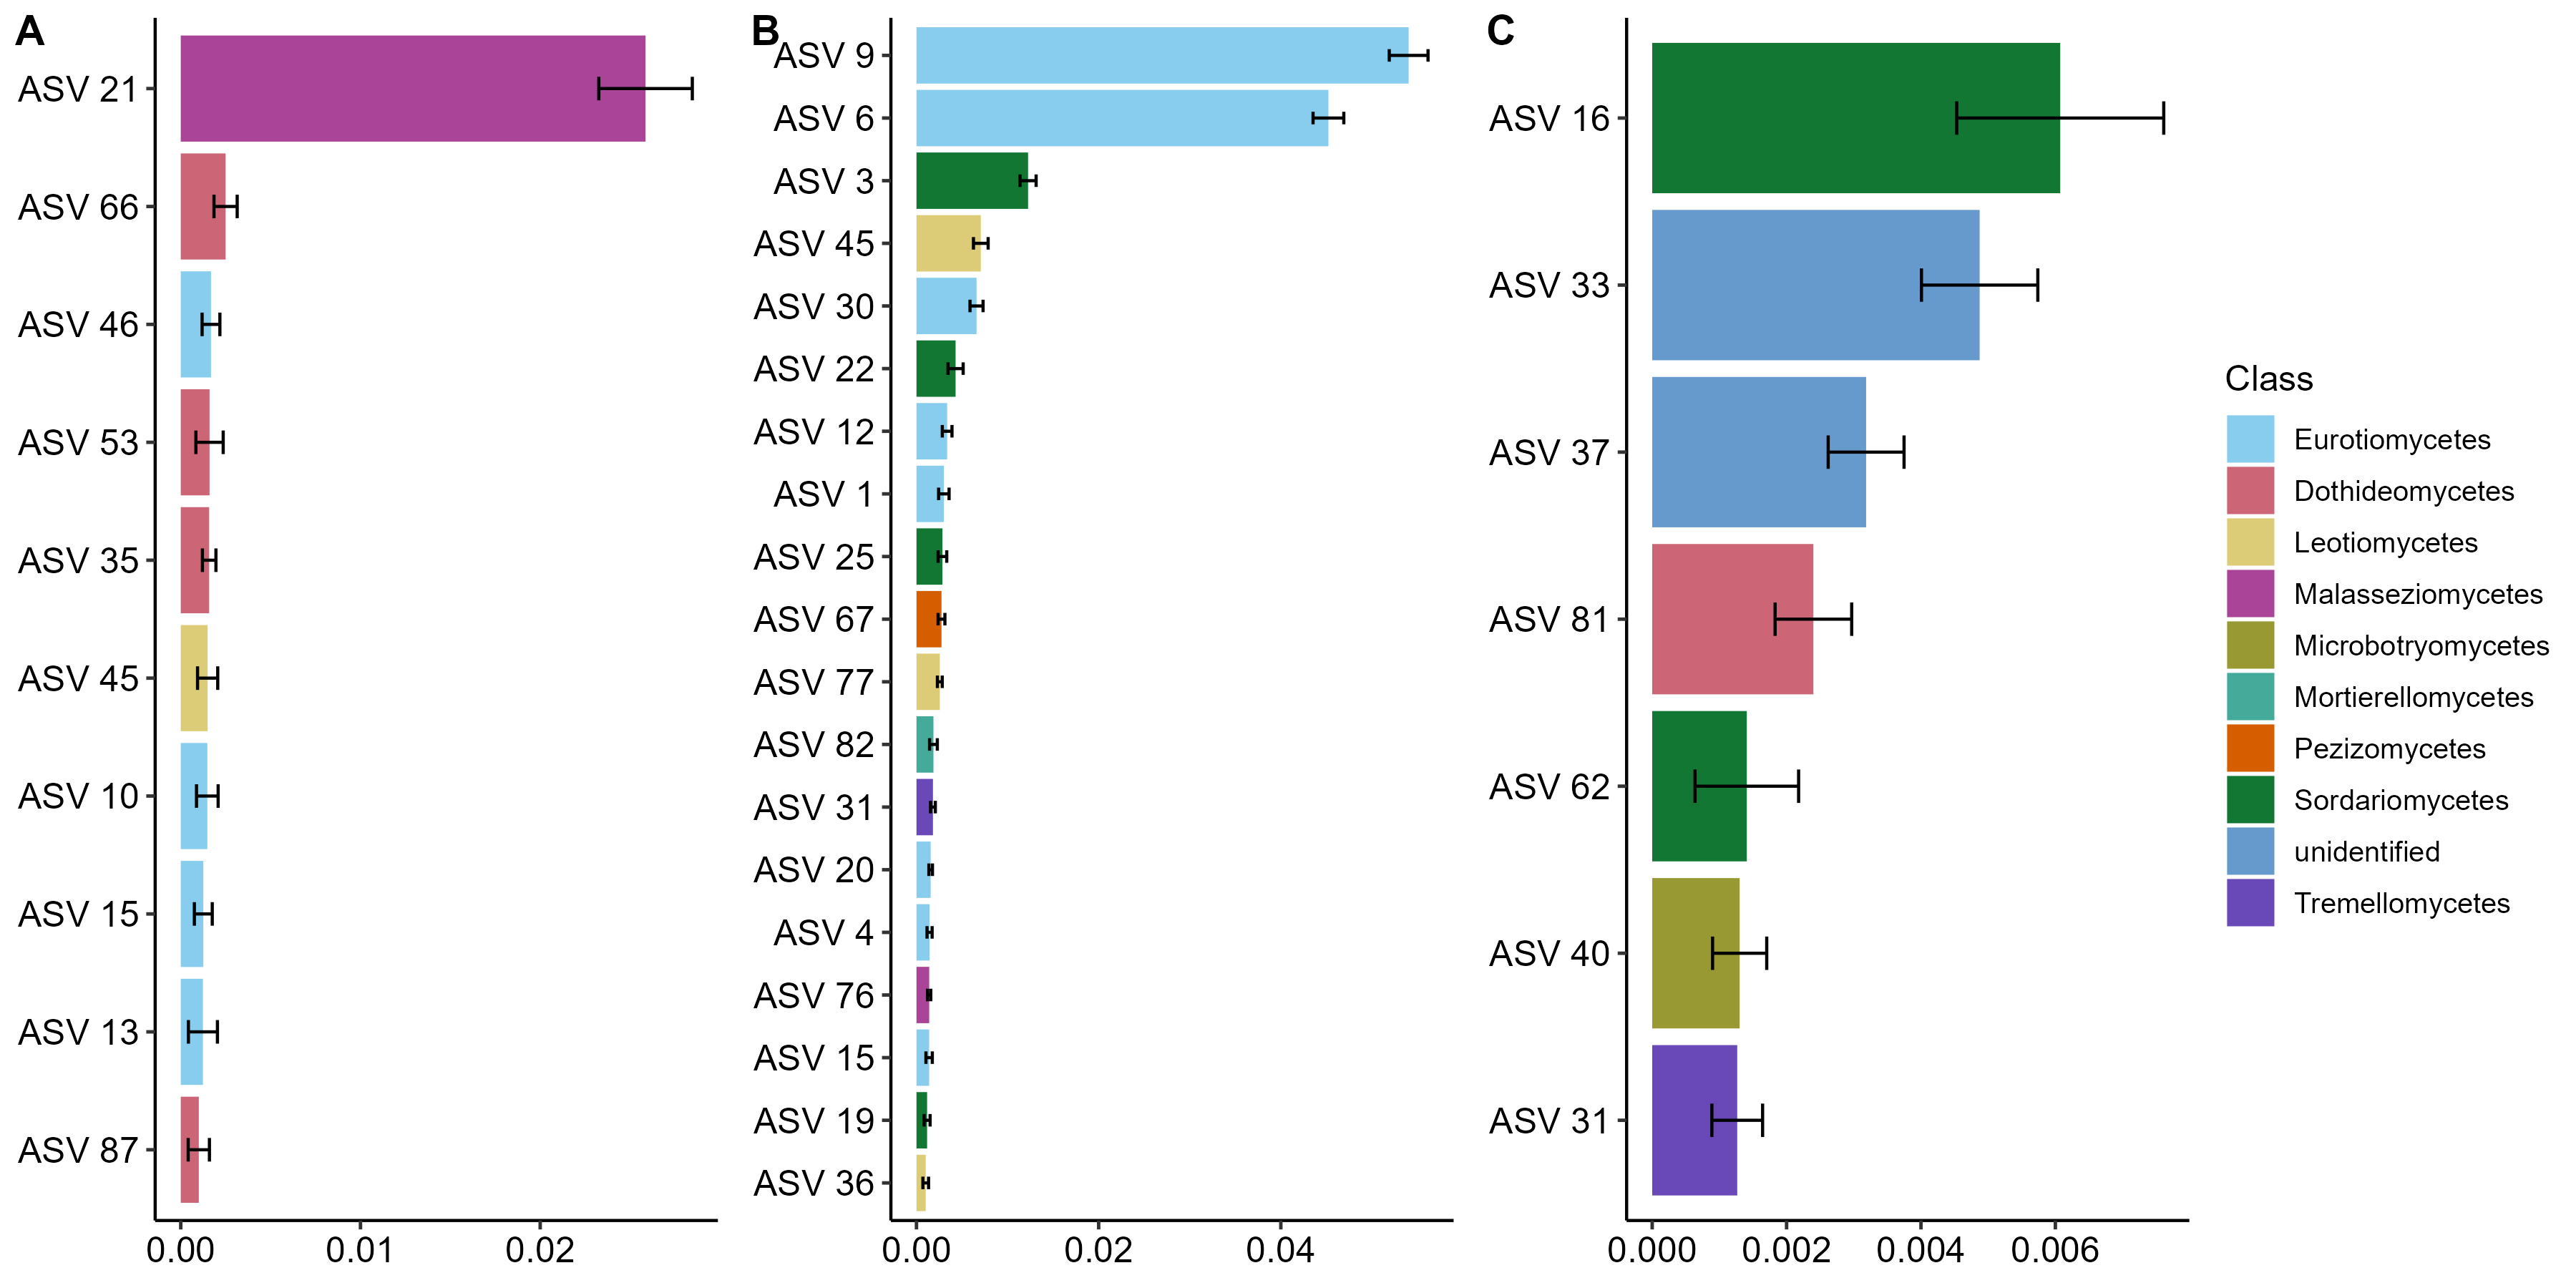 A
ASV 21
ASV 66
ASV 46
ASV 53
ASV 35
ASV 45
ASV 10
ASV 15
ASV 13
ASV 87
0.00 0.01 0.02
B
ASV 9
ASV 6
ASV 3
ASV 45
ASV 30
ASV 22
ASV 12
ASV 1
ASV 25
ASV 67
ASV 77
ASV 82
ASV 31
ASV 20
ASV 4
ASV 76
ASV 15
ASV 19
ASV 36
0.00 0.02 0.04
C
ASV 16
ASV 33
ASV 37
ASV 81
ASV 62
ASV 40
ASV 31
0.000 0.002 0.004 0.006
Class
Eurotiomycetes
Dothideomycetes
Leotiomycetes
Malasseziomycetes
Microbotryomycetes
Mortierellomycetes
Pezizomycetes
Sordariomycetes
unidentified
Tremellomycetes